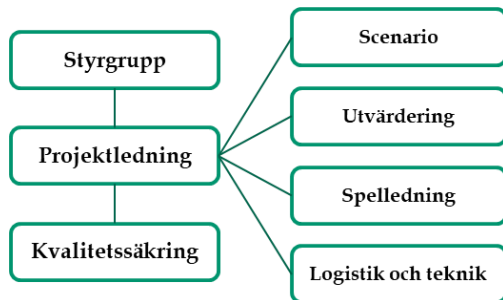 Styrgrupp
Projektledning
Kvalitetssäkring
Scenario
Utvärdering
Spelledning
Logistik och teknik